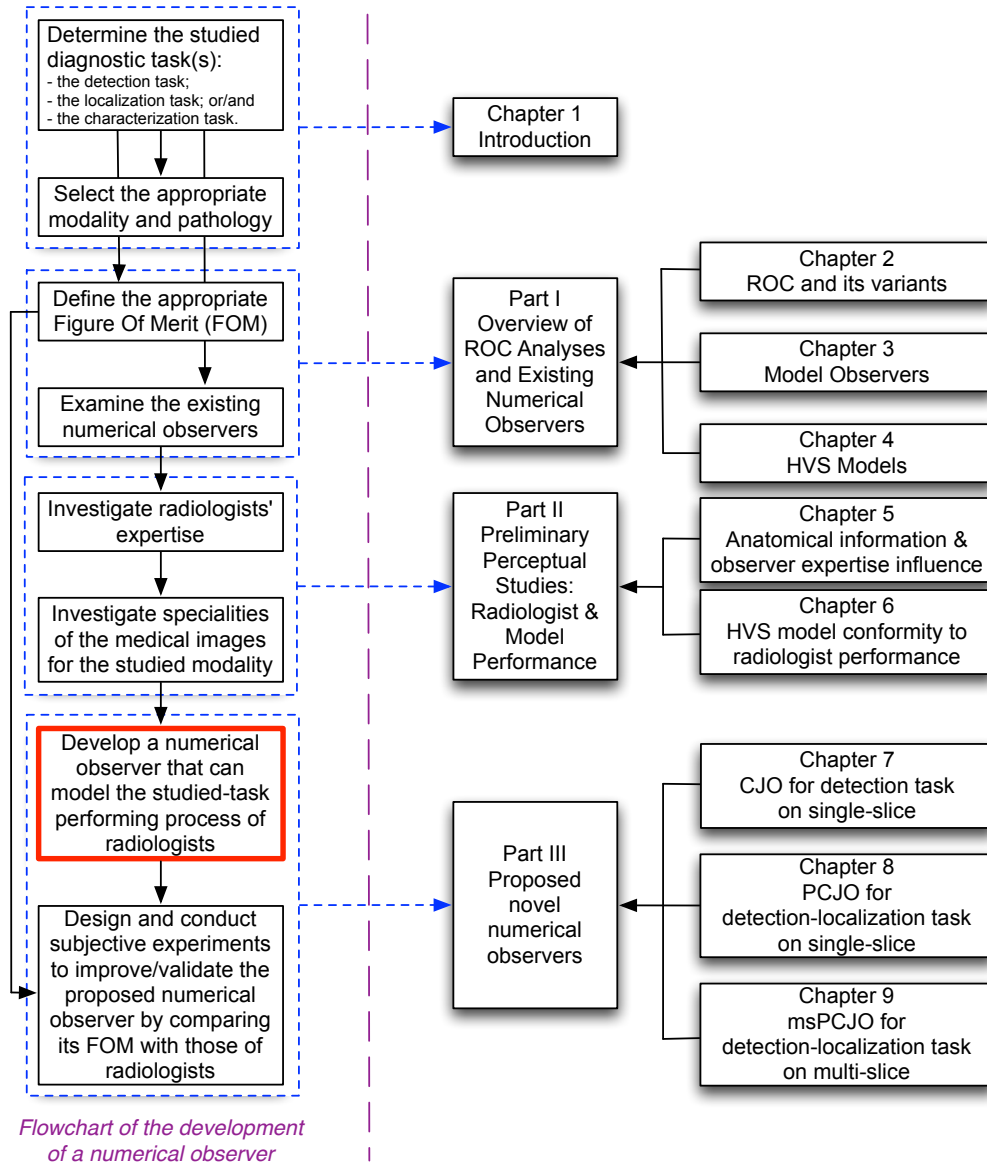 Determine the studied
diagnostic task(s):
- the detection task;
- the localization task; or/and
- the characterization task.
Select the appropriate
modality and pathology
Define the appropriate
Figure Of Merit (FOM)
Examine the existing
numerical observers
Investigate radiologists'
expertise
Investigate specialities
of the medical images
for the studied modality
Develop a numerical
observer that can
model the studied-task
performing process of
radiologists
Design and conduct
subjective experiments
to improve/validate the
proposed numerical
observer by comparing
its FOM with those of
radiologists
Flowchart of the development
of a numerical observer
Chapter 1
Introduction
Part I
Overview of
ROC Analyses
and Existing
Numerical
Observers
Chapter 2
ROC and its variants
Chapter 3
Model Observers
Chapter 4
HVS Models
Part II
Preliminary
Perceptual
Studies:
Radiologist &
Model
Performance
Chapter 5
Anatomical information &
observer expertise influence
Chapter 6
HVS model conformity to
radiologist performance
Part III
Proposed
novel
numerical
observers
Chapter 7
CJO for detection task
on single-slice
Chapter 8
PCJO for
detection-localization task
on single-slice
Chapter 9
msPCJO for
detection-localization task
on multi-slice